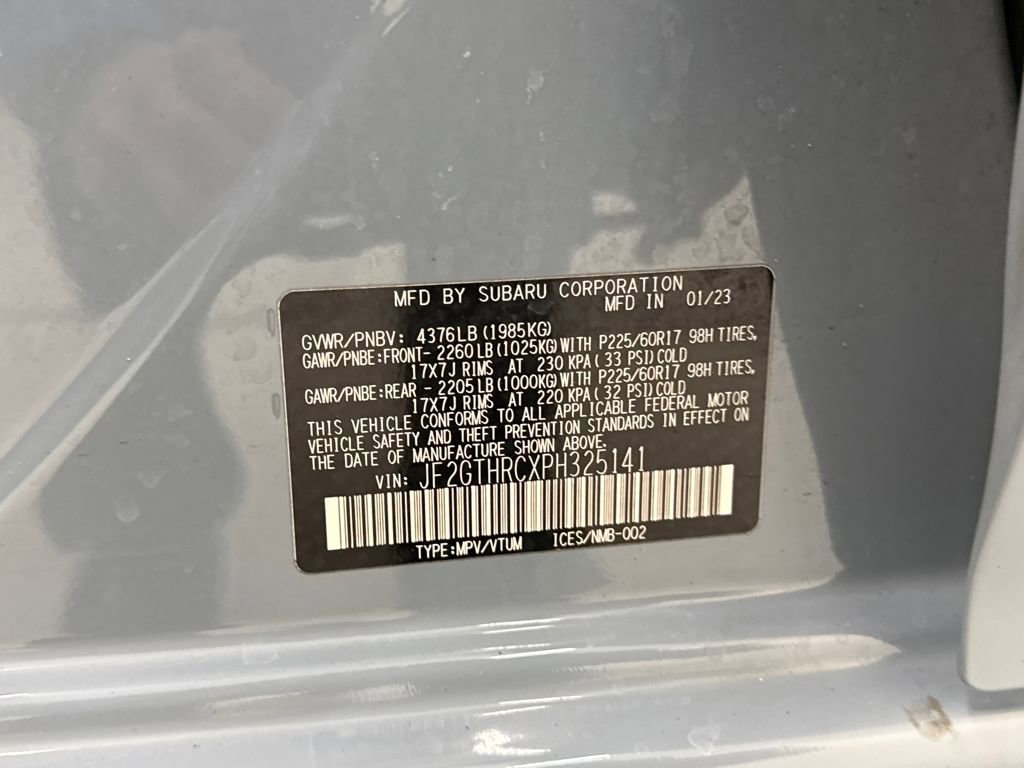 MFD BY SUBARU CORPORATION
MFD IN 01/23
GVWR/PNBV: 4376LB(1985KG)
GAWR/PNBE:FRONT- 2260LB(1025KG)WITH P225/60R17 98H TIRES,
17X7J RIMS AT 230 KPA( 33 PSI)COLD
GAWR/PNBE:REAR - 2205LB(1000KG)WITH P225/60R17 98H TIRES,
17X7J RIMS AT 220 KPA( 32 PSI)COLD
THIS VEHICLE CONFORMS TO ALL APPLICABLE FEDERAL MOTOR
VEHICLE SAFETY AND THEFT PREVENTION STANDARDS IN EFFECT ON
THE DATE OF MANUFACTURE SHOWN ABOVE.
VIN: JF2GTHRCXPH325141
TYPE:MPV/VTUM ICES/NMB-002